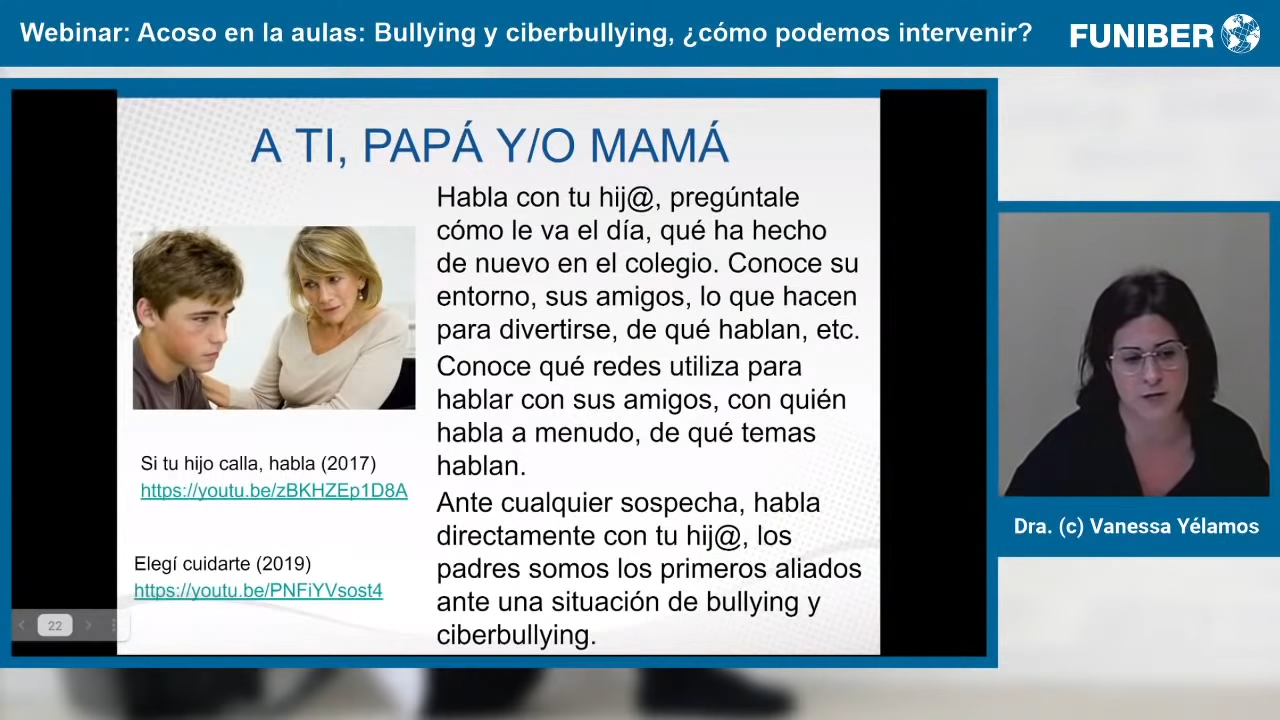 Webinar: Acoso en la aulas: Bullying y ciberbullying, ¿cómo podemos intervenir?
FUNIBER
A TI, PAPÁ Y/O MAMÁ
Habla con tu hij@, pregúntale
cómo le va el día, qué ha hecho
de nuevo en el colegio. Conoce su
entorno, sus amigos, lo que hacen
para divertirse, de qué hablan, etc.
Conoce qué redes utiliza para
hablar con sus amigos, con quién
habla a menudo, de qué temas
hablan.
Ante cualquier sospecha, habla
directamente con tu hij@, los
padres somos los primeros aliados
ante una situación de bullying y
ciberbullying.
Si tu hijo calla, habla (2017)
https://youtu.be/zBKHZEp1D8A
Elegí cuidarte (2019)
https://youtu.be/PNFiYVsost4
22
Dra. (c) Vanessa Yélamos